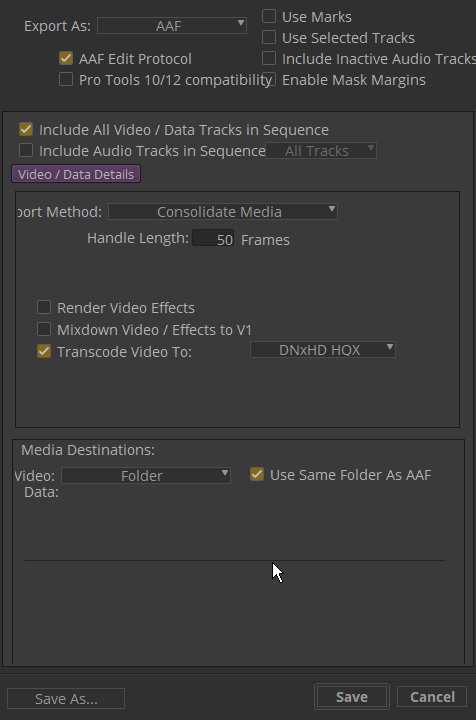 Export As: AAF
Use Marks
Use Selected Tracks
AAF Edit Protocol
Include Inactive Audio Tracks
Pro Tools 10/12 compatibility
Enable Mask Margins
Include All Video / Data Tracks in Sequence
Include Audio Tracks in Sequence All Tracks
Video / Data Details
port Method: Consolidate Media
Handle Length: 50 Frames
Render Video Effects
Mixdown Video / Effects to V1
Transcode Video To: DNxHD HQX
Media Destinations:
Video: Folder Use Same Folder As AAF
Data:
Save As... Save Cancel